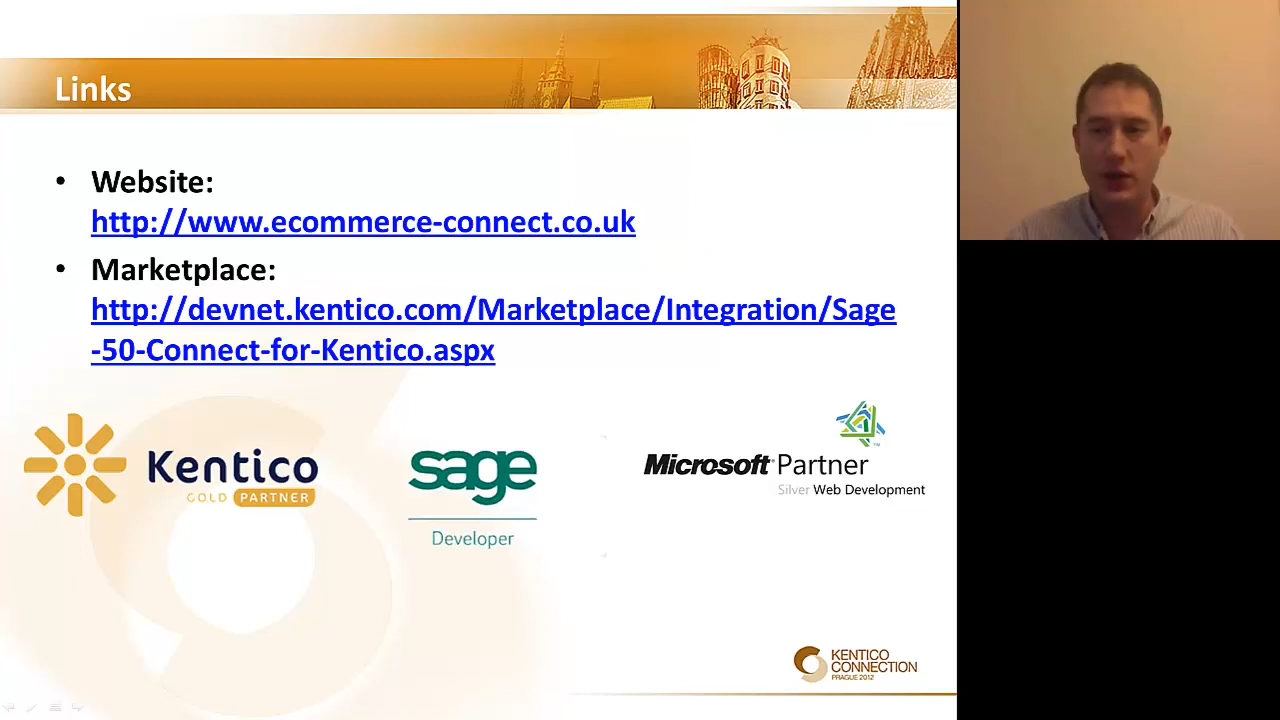 Links
• Website:
http://www.ecommerce-connect.co.uk
• Marketplace:
http://devnet.kentico.com/Marketplace/Integration/Sage
-50-Connect-for-Kentico.aspx
Kentico
GOLD PARTNER
sage
Developer
Microsoft Partner
Silver Web Development
KENTICO
CONNECTION
PRAGUE 2012